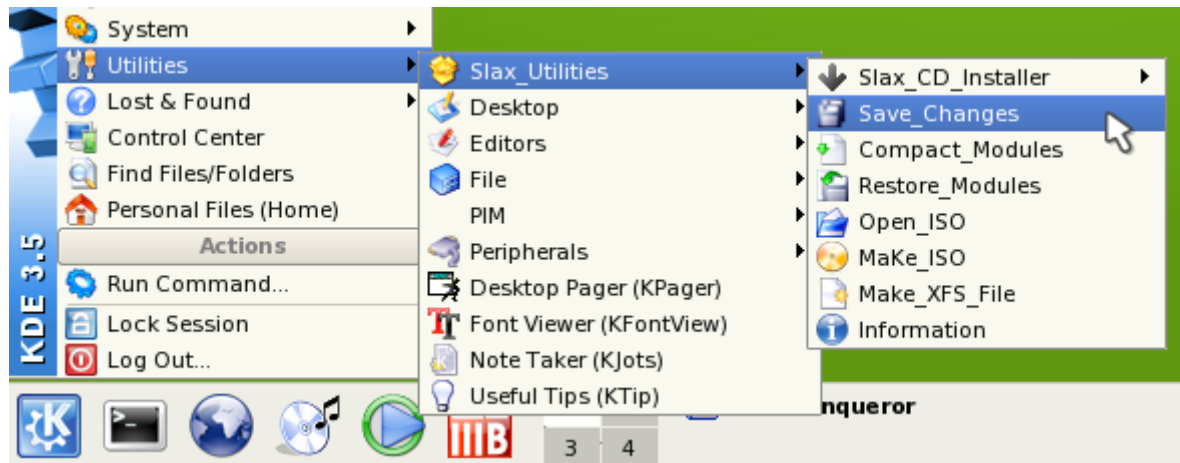 System
Utilities
Lost & Found
Control Center
Find Files/Folders
Personal Files (Home)
Actions
Run Command...
Lock Session
Log Out...
KDE 3.5
Slax_Utilities
Desktop
Editors
File
PIM
Peripherals
Desktop Pager (KPager)
Font Viewer (KFontView)
Note Taker (KJots)
Useful Tips (KTip)
Slax_CD_Installer
Save_Changes
Compact_Modules
Restore_Modules
Open_ISO
MaKe_ISO
Make_XFS_File
Information
nqueror
3 4